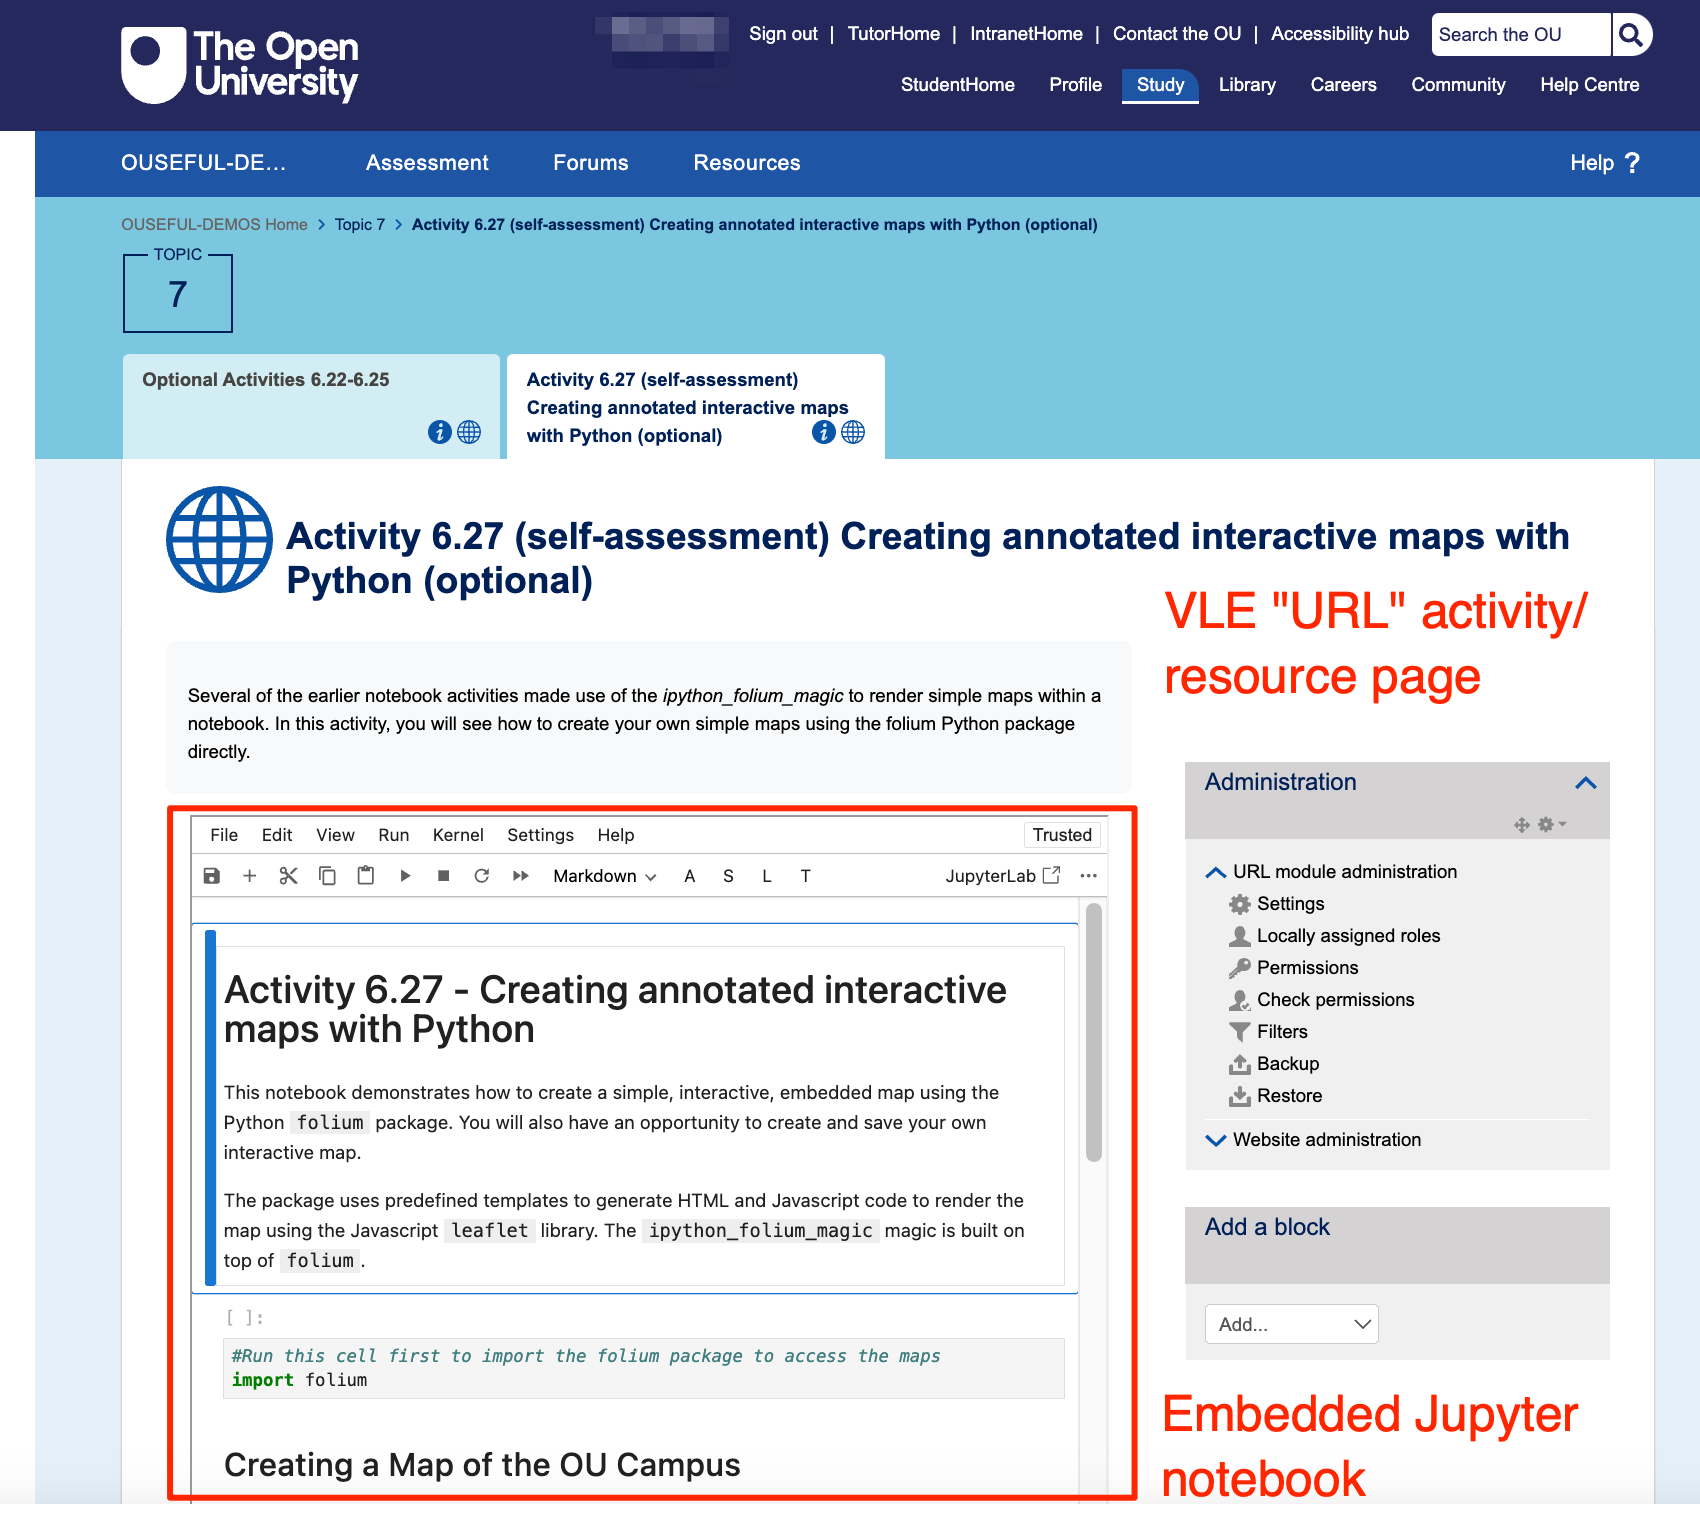 The Open
University
Sign out | TutorHome | IntranetHome | Contact the OU | Accessibility hub
Search the OU
StudentHome Profile Study Library Careers Community Help Centre
OUSEFUL-DE... Assessment Forums Resources Help ?
OUSEFUL-DEMOS Home > Topic 7 > Activity 6.27 (self-assessment) Creating annotated interactive maps with Python (optional)
TOPIC
7
Optional Activities 6.22-6.25
Activity 6.27 (self-assessment)
Creating annotated interactive maps
with Python (optional)
Activity 6.27 (self-assessment) Creating annotated interactive maps with
Python (optional)
VLE "URL" activity/
resource page
Several of the earlier notebook activities made use of the ipython_folium_magic to render simple maps within a
notebook. In this activity, you will see how to create your own simple maps using the folium Python package
directly.
File Edit View Run Kernel Settings Help Trusted
Markdown A S L T JupyterLab ...
Activity 6.27 - Creating annotated interactive
maps with Python
This notebook demonstrates how to create a simple, interactive, embedded map using the
Python folium package. You will also have an opportunity to create and save your own
interactive map.
The package uses predefined templates to generate HTML and Javascript code to render the
map using the Javascript leaflet library. The ipython_folium_magic magic is built on
top of folium .
[ ]:
#Run this cell first to import the folium package to access the maps
import folium
Creating a Map of the OU Campus
Administration
URL module administration
Settings
Locally assigned roles
Permissions
Check permissions
Filters
Backup
Restore
Website administration
Add a block
Add...
Embedded Jupyter
notebook